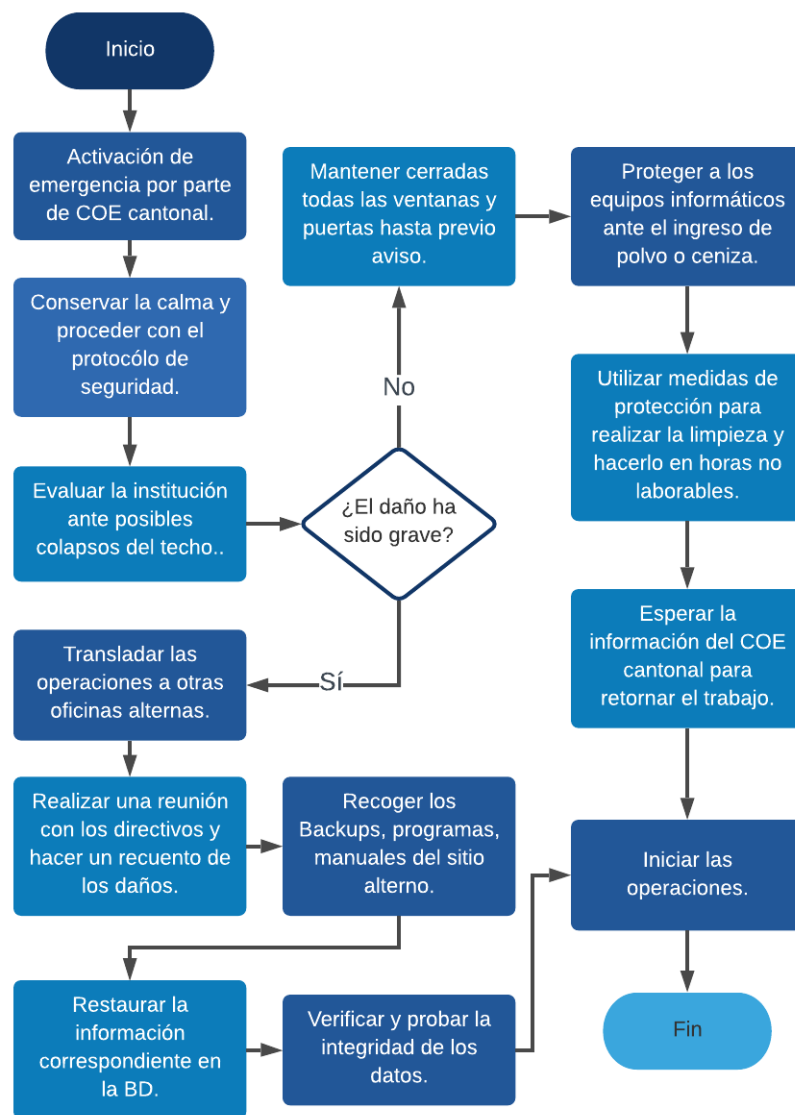 Inicio
Activación de
emergencia por parte
de COE cantonal.
Conservar la calma y
proceder con el
protocólo de
seguridad.
Evaluar la institución
ante posibles
colapsos del techo..
¿El daño ha
sido grave?
No
Mantener cerradas
todas las ventanas y
puertas hasta previo
aviso.
Proteger a los
equipos informáticos
ante el ingreso de
polvo o ceniza.
Utilizar medidas de
protección para
realizar la limpieza y
hacerlo en horas no
laborables.
Esperar la
información del COE
cantonal para
retornar el trabajo.
Sí
Transladar las
operaciones a otras
oficinas alternas.
Realizar una reunión
con los directivos y
hacer un recuento de
los daños.
Recoger los
Backups, programas,
manuales del sitio
alterno.
Restaurar la
información
correspondiente en
la BD.
Verificar y probar la
integridad de los
datos.
Iniciar las
operaciones.
Fin